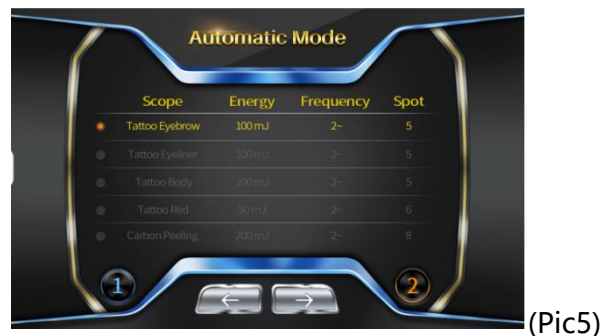 Automatic Mode
Scope Energy Frequency Spot
Tattoo Eyebrow 100 mJ 2~ 5
Tattoo Eyeliner 100 mJ 2~ 5
Tattoo Body 100 mJ 2~ 5
Tattoo Red 50 mJ 2~ 6
Carbon Peeling 200 mJ 2~ 8
1 ← → 2
(Pic5)